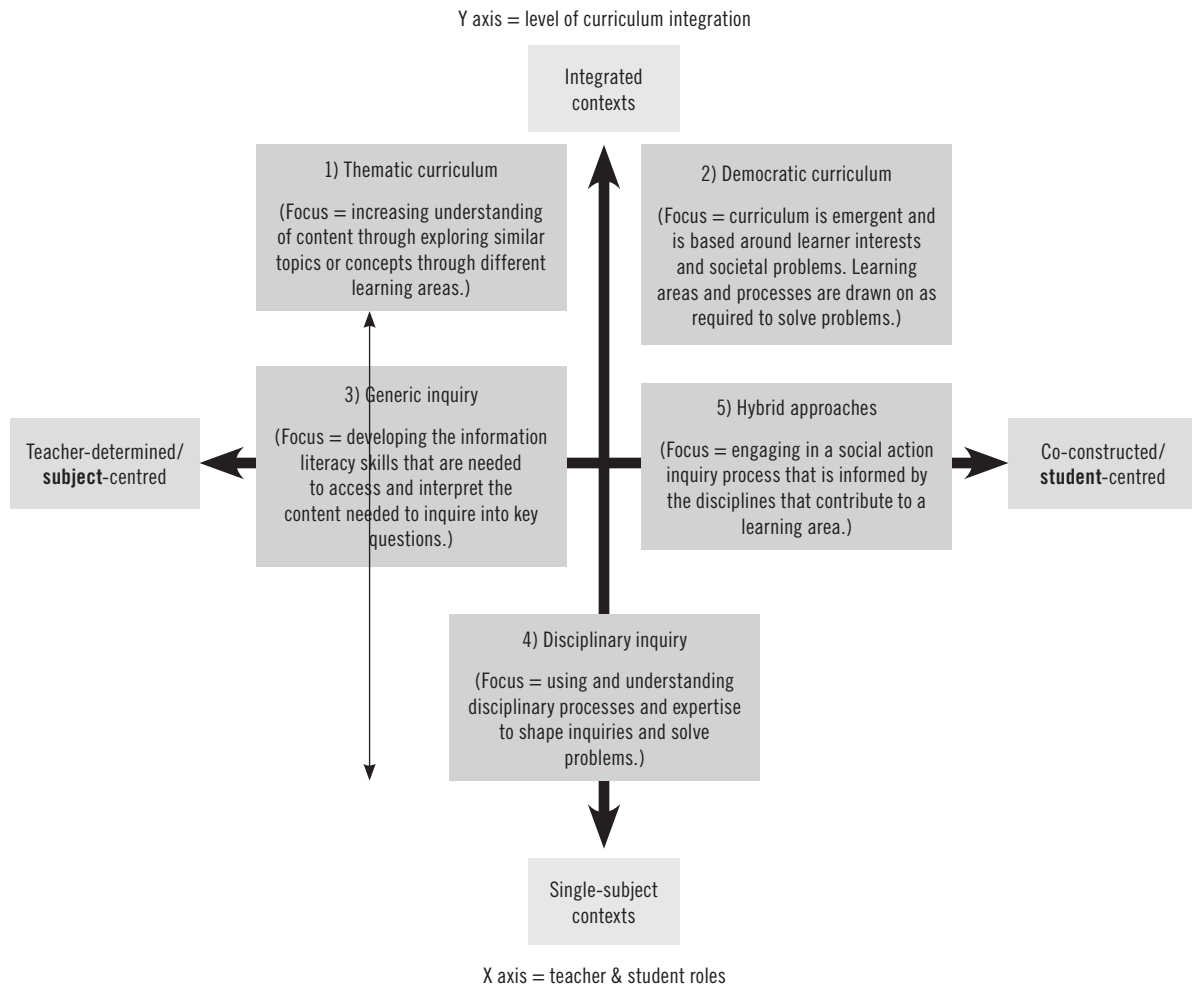 Y axis = level of curriculum integration
Integrated
contexts
1) Thematic curriculum
(Focus = increasing understanding
of content through exploring similar
topics or concepts through different
learning areas.)
2) Democratic curriculum
(Focus = curriculum is emergent and
is based around learner interests
and societal problems. Learning
areas and processes are drawn on as
required to solve problems.)
Teacher-determined/
subject-centred
3) Generic inquiry
(Focus = developing the information
literacy skills that are needed
to access and interpret the
content needed to inquire into key
questions.)
5) Hybrid approaches
(Focus = engaging in a social action
inquiry process that is informed by
the disciplines that contribute to a
learning area.)
Co-constructed/
student-centred
4) Disciplinary inquiry
(Focus = using and understanding
disciplinary processes and expertise
to shape inquiries and solve
problems.)
Single-subject
contexts
X axis = teacher & student roles